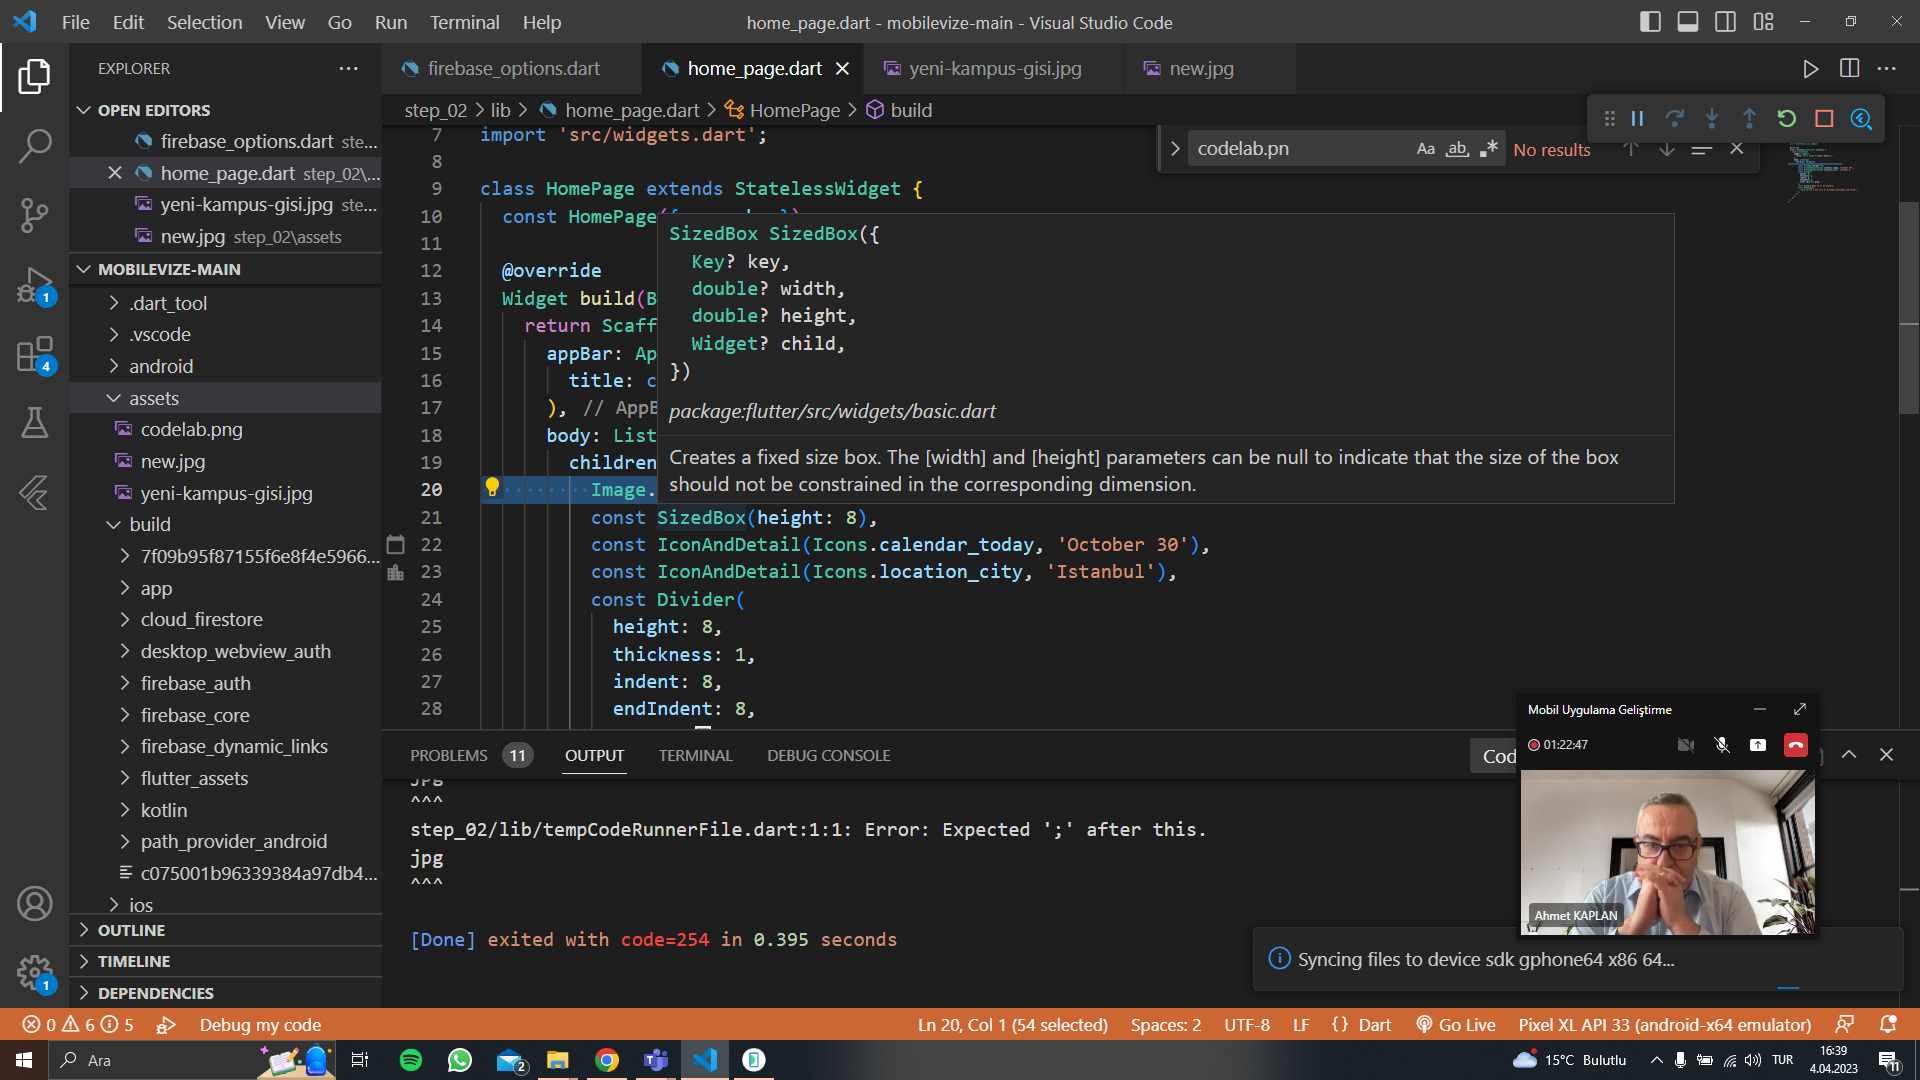 File Edit Selection View Go Run Terminal Help
home_page.dart - mobilevize-main - Visual Studio Code
EXPLORER
OPEN EDITORS
firebase_options.dart ste...
home_page.dart step_02\...
yeni-kampus-gisi.jpg ste...
new.jpg step_02\assets
MOBILEVIZE-MAIN
.dart_tool
.vscode
android
assets
codelab.png
new.jpg
yeni-kampus-gisi.jpg
build
7f09b95f87155f6e8f4e5966...
app
cloud_firestore
desktop_webview_auth
firebase_auth
firebase_core
firebase_dynamic_links
flutter_assets
kotlin
path_provider_android
c075001b96339384a97db4...
ios
OUTLINE
TIMELINE
DEPENDENCIES
1
4
1
firebase_options.dart
home_page.dart
yeni-kampus-gisi.jpg
new.jpg
step_02 > lib > home_page.dart > HomePage > build
codelab.pn
Aa ab .*
No results
7 import 'src/widgets.dart';
8
9 class HomePage extends StatelessWidget {
10 const HomePage
11
12 @override
13 Widget build(B
14 return Scaff
15 appBar: Ap
16 title: c
17 ), // AppB
18 body: List
19 children
20 Image.
21 const SizedBox(height: 8),
22 const IconAndDetail(Icons.calendar_today, 'October 30'),
23 const IconAndDetail(Icons.location_city, 'Istanbul'),
24 const Divider(
25 height: 8,
26 thickness: 1,
27 indent: 8,
28 endIndent: 8,
SizedBox SizedBox({
Key? key,
double? width,
double? height,
Widget? child,
})
package:flutter/src/widgets/basic.dart
Creates a fixed size box. The [width] and [height] parameters can be null to indicate that the size of the box
should not be constrained in the corresponding dimension.
PROBLEMS 11 OUTPUT TERMINAL DEBUG CONSOLE
Cod
jpg
^^^
step_02/lib/tempCodeRunnerFile.dart:1:1: Error: Expected ';' after this.
jpg
^^^
[Done] exited with code=254 in 0.395 seconds
Mobil Uygulama Geliştirme
01:22:47
Ahmet KAPLAN
Syncing files to device sdk gphone64 x86 64...
0 6 5 Debug my code
Ln 20, Col 1 (54 selected) Spaces: 2 UTF-8 LF {} Dart Go Live Pixel XL API 33 (android-x64 emulator)
Ara
2
15°C Bulutlu
TUR
16:39
4.04.2023
11